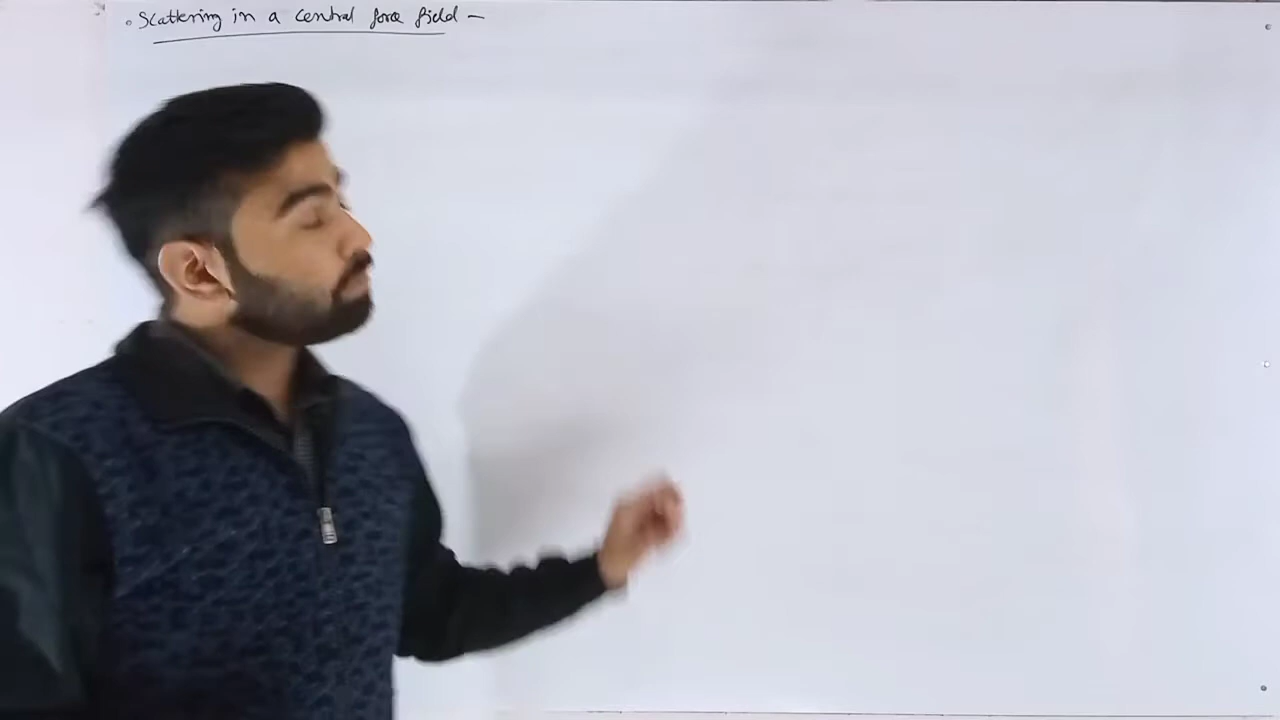 • Scattering in a central force field –